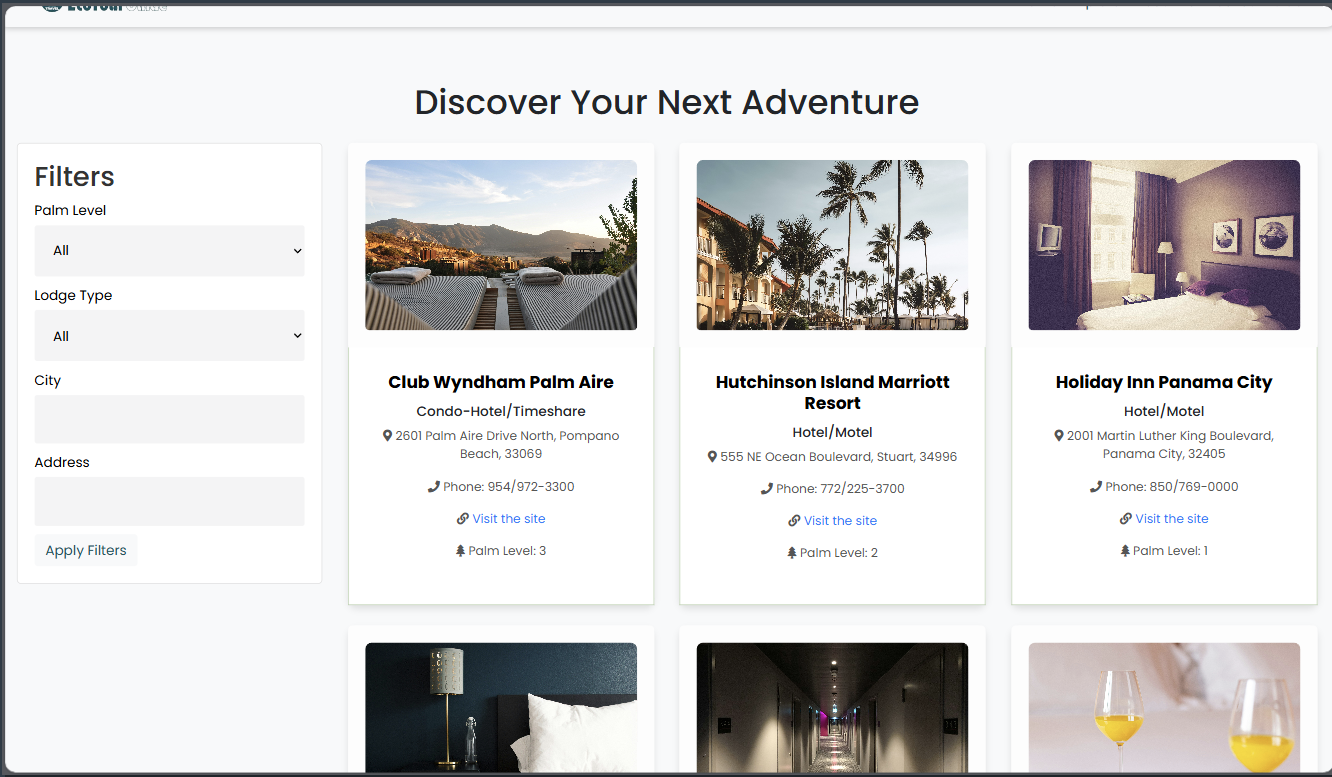 Discover Your Next Adventure
Filters
Palm Level
All
Lodge Type
All
City
Address
Apply Filters
Club Wyndham Palm Aire
Condo-Hotel/Timeshare
2601 Palm Aire Drive North, Pompano
Beach, 33069
Phone: 954/972-3300
Visit the site
Palm Level: 3
Hutchinson Island Marriott
Resort
Hotel/Motel
555 NE Ocean Boulevard, Stuart, 34996
Phone: 772/225-3700
Visit the site
Palm Level: 2
Holiday Inn Panama City
Hotel/Motel
2001 Martin Luther King Boulevard,
Panama City, 32405
Phone: 850/769-0000
Visit the site
Palm Level: 1